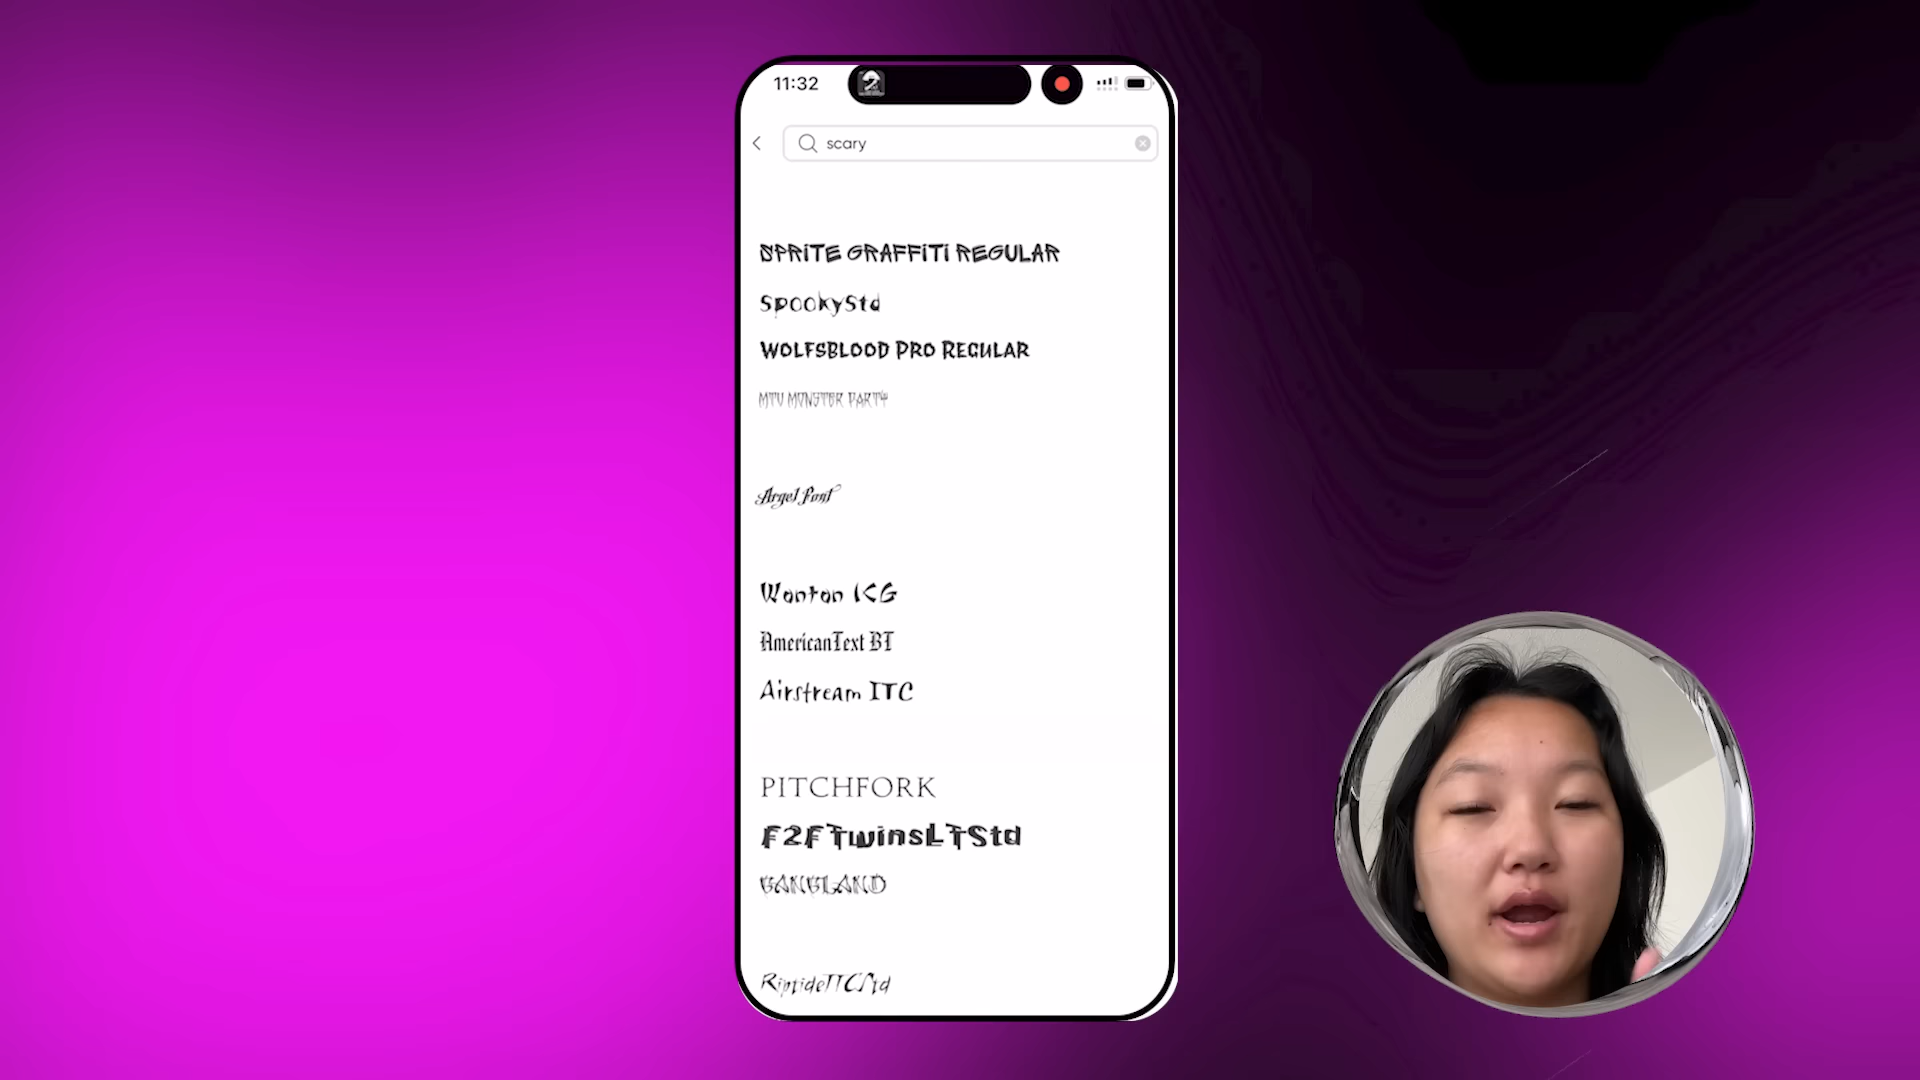 11:32
scary
SPRiTE GRAFFiTi REGULAR
SpookyStd
WOLFSBLOOD PRO REGULAR
MTV MONSTER PARTY
Angel Font
Wonton ICG
AmericanText BT
Airstream ITC
PITCHFORK
F2FTwinsLTStd
GANGLAND
RiptideITCStd